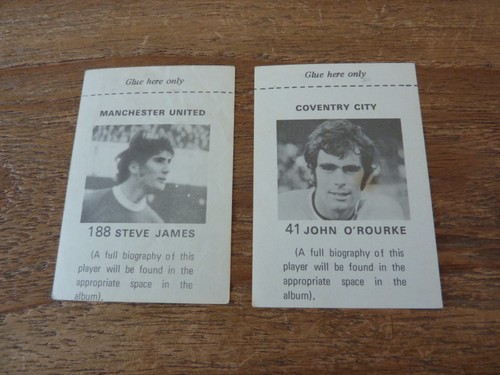 Glue here only
MANCHESTER UNITED
188 STEVE JAMES
(A full biography of this
player will be found in the
appropriate space in the
album).
Glue here only
COVENTRY CITY
41 JOHN O'ROURKE
(A full biography of this
player will be found in the
appropriate space in the
album).